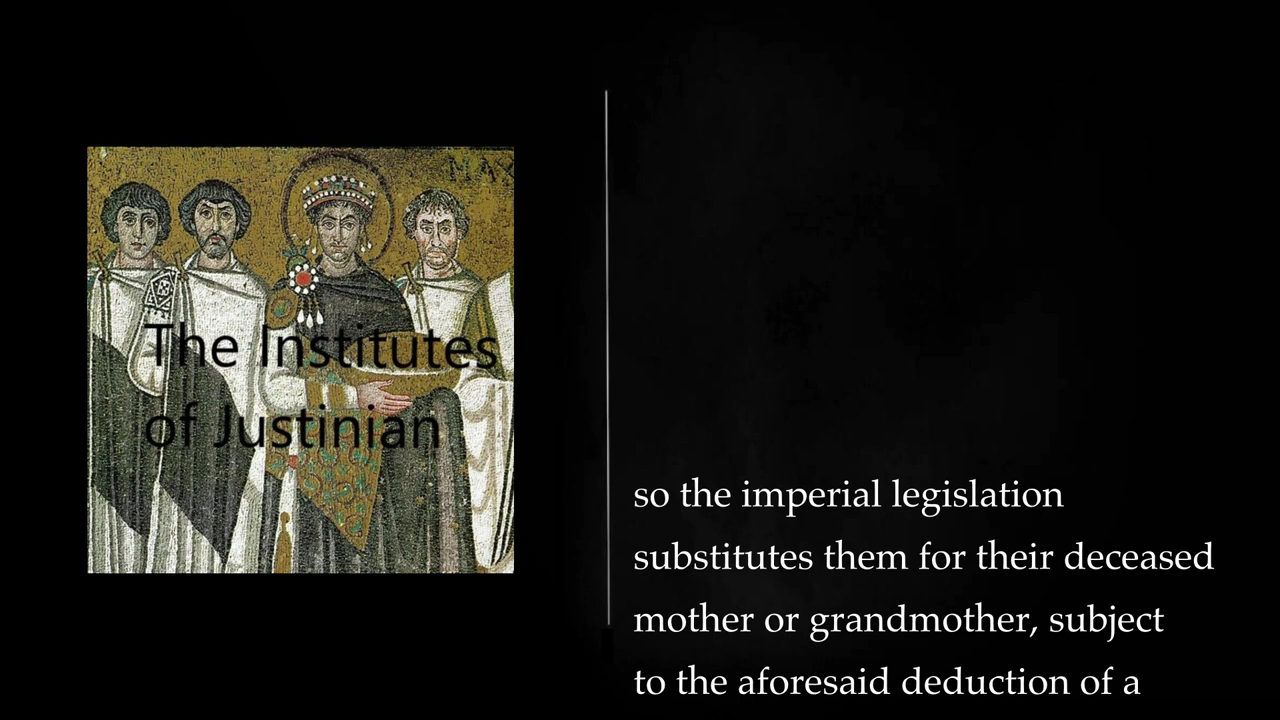 MAX
The Institutes
of Justinian
so the imperial legislation
substitutes them for their deceased
mother or grandmother, subject
to the aforesaid deduction of a